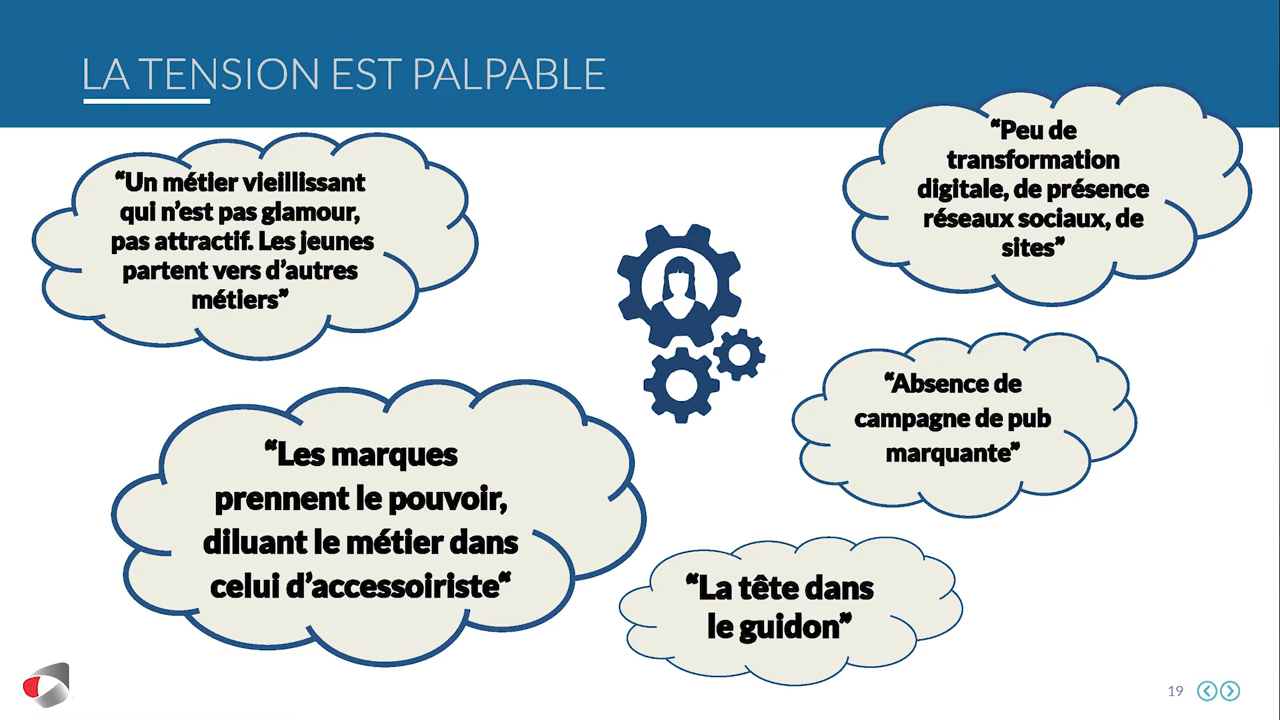 LA TENSION EST PALPABLE
“Un métier vieillissant
qui n’est pas glamour,
pas attractif. Les jeunes
partent vers d’autres
métiers”
“Peu de
transformation
digitale, de présence
réseaux sociaux, de
sites”
“Absence de
campagne de pub
marquante”
“Les marques
prennent le pouvoir,
diluant le métier dans
celui d’accessoiriste“
“La tête dans
le guidon”
19